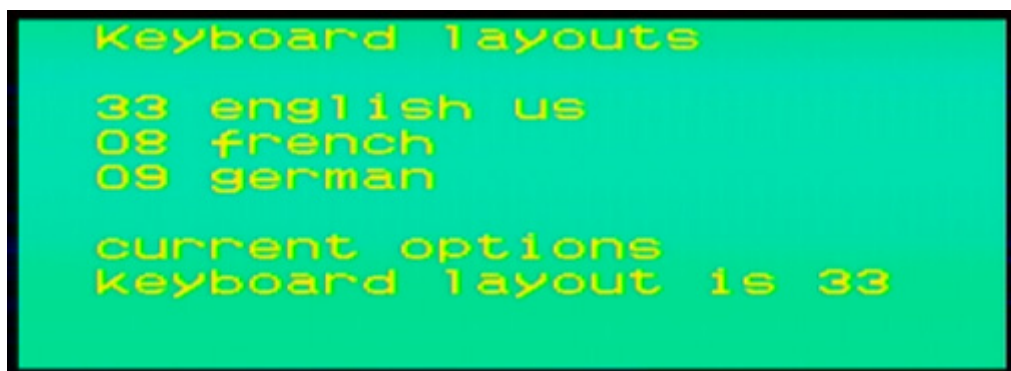 Keyboard layouts
33 english us
08 french
09 german
current options
keyboard layout is 33